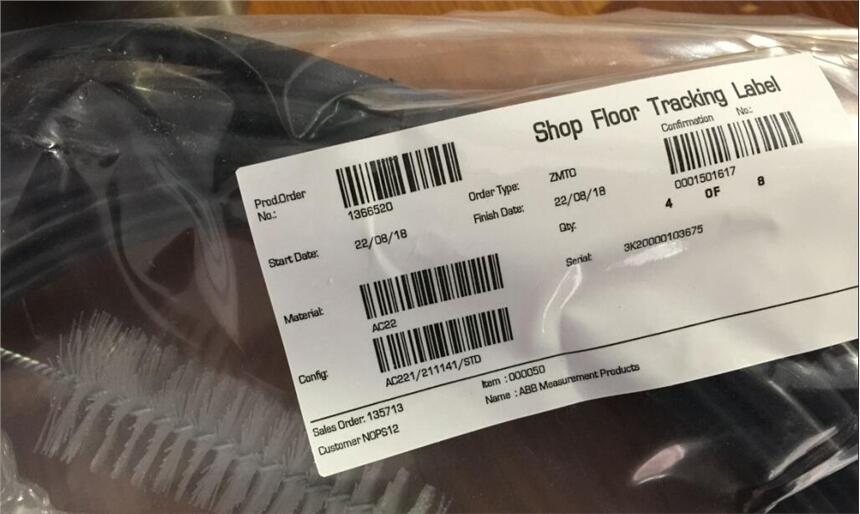 Shop Floor Tracking Label
Prod.Order No.: 1366520
Order Type: ZMTO
Confirmation No.: 0001501617
Start Date: 22/08/18
Finish Date: 22/08/18
Qty: 4 OF 8
Material: AC22
Serial: 3K20000103675
Config: AC221/211141/STD
Sales Order: 135713
Item : 000050
Customer NOPS12
Name : ABB Measurement Products